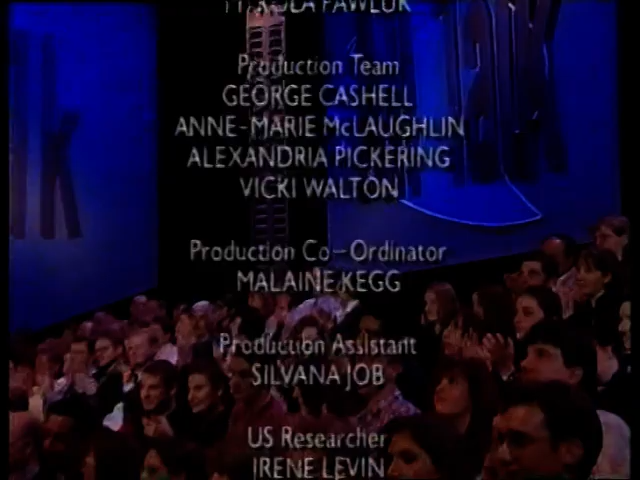 PAWLUK
Production Team
GEORGE CASHELL
ANNE-MARIE McLAUGHLIN
ALEXANDRIA PICKERING
VICKI WALTON
Production Co-Ordinator
MALAINE KEGG
Production Assistant
SILVANA JOB
US Researcher
IRENE LEVIN